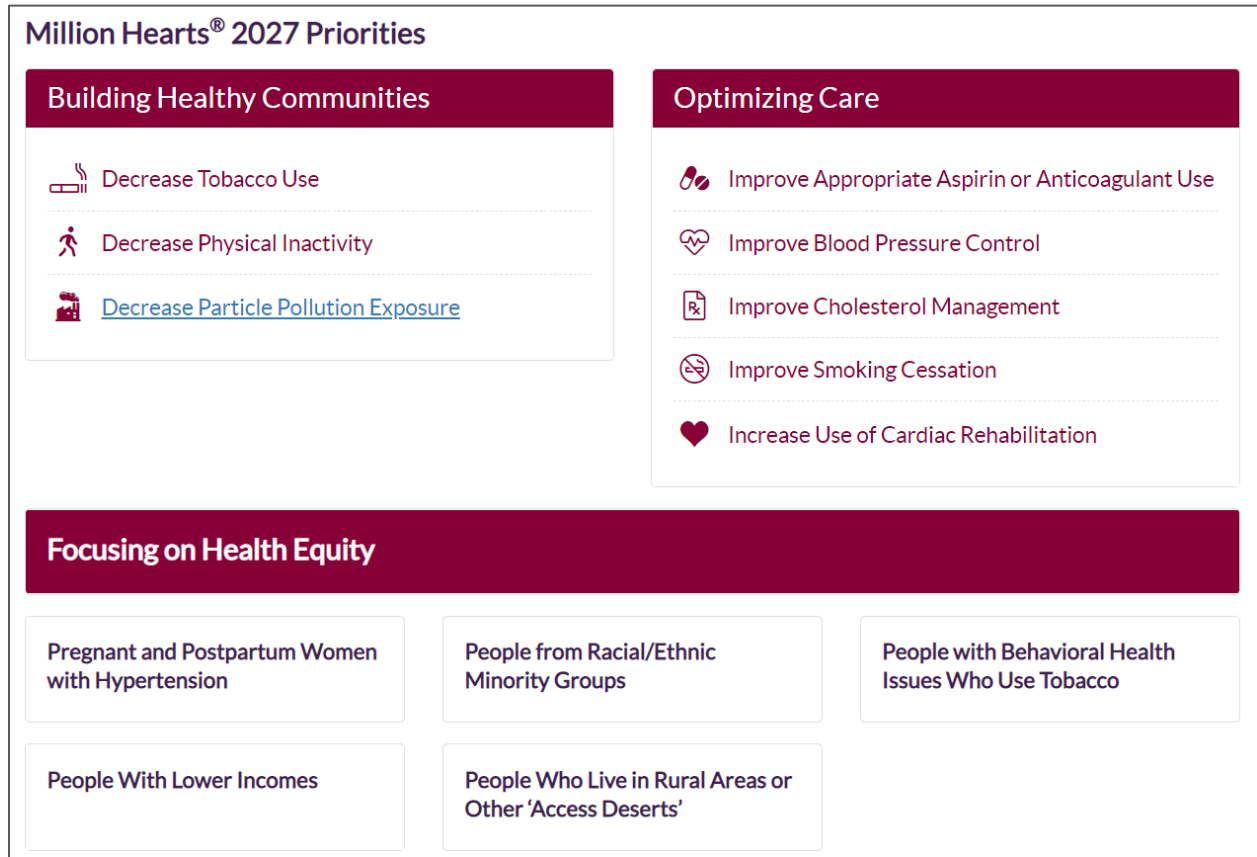 Million Hearts® 2027 Priorities
Building Healthy Communities
Decrease Tobacco Use
Decrease Physical Inactivity
Decrease Particle Pollution Exposure
Optimizing Care
Improve Appropriate Aspirin or Anticoagulant Use
Improve Blood Pressure Control
Rx
Improve Cholesterol Management
Improve Smoking Cessation
Increase Use of Cardiac Rehabilitation
Focusing on Health Equity
Pregnant and Postpartum Women
with Hypertension
People from Racial/Ethnic
Minority Groups
People with Behavioral Health
Issues Who Use Tobacco
People With Lower Incomes
People Who Live in Rural Areas or
Other ‘Access Deserts’